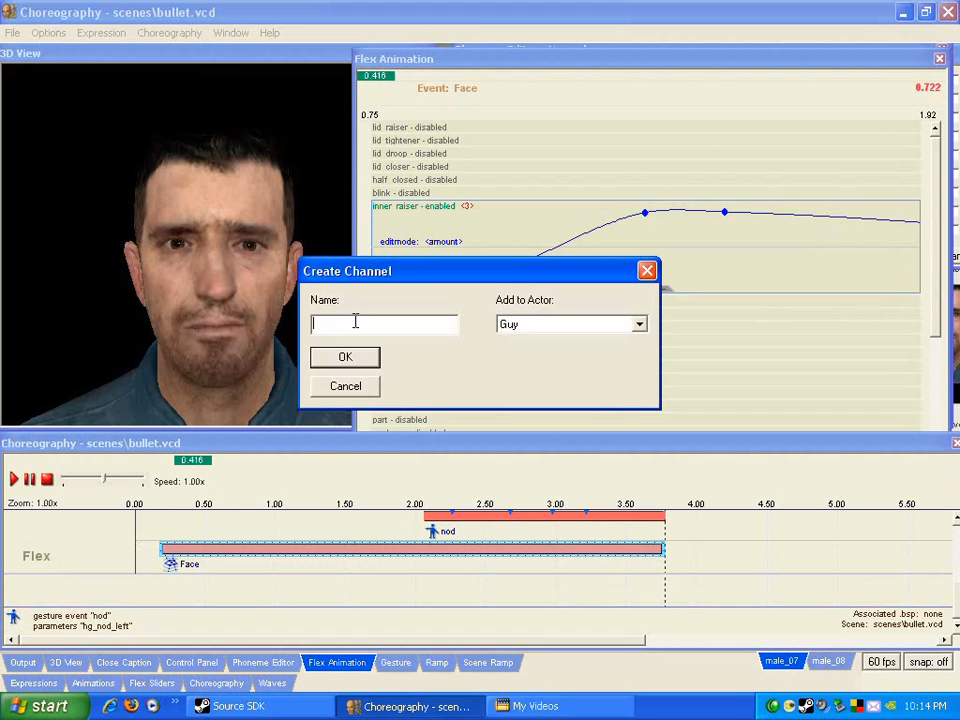 Choreography - scenes\bullet.vcd
File Options Expression Choreography Window Help
3D View
Flex Animation
0.416
Event: Face
0.722
0.75
1.92
lid raiser - disabled
lid tightener - disabled
lid droop - disabled
lid closer - disabled
half closed - disabled
blink - disabled
inner raiser - enabled <3>
editmode: <amount>
Create Channel
Name:
Add to Actor:
Guy
OK
Cancel
part - disabled
Choreography - scenes\bullet.vcd
0.416
Speed: 1.00x
Zoom: 1.00x
0.00 0.50 1.00 1.50 2.00 2.50 3.00 3.50 4.00 4.50 5.00 5.50
nod
Flex
Face
gesture event "nod"
parameters "hg_nod_left"
Associated .bsp: none
Scene: scenes\bullet.vcd
Output 3D View Close Caption Control Panel Phoneme Editor Flex Animation Gesture Ramp Scene Ramp
male_07 male_08 60 fps snap: off
Expressions Animations Flex Sliders Choreography Waves
start
Source SDK
Choreography - scen...
My Videos
10:14 PM